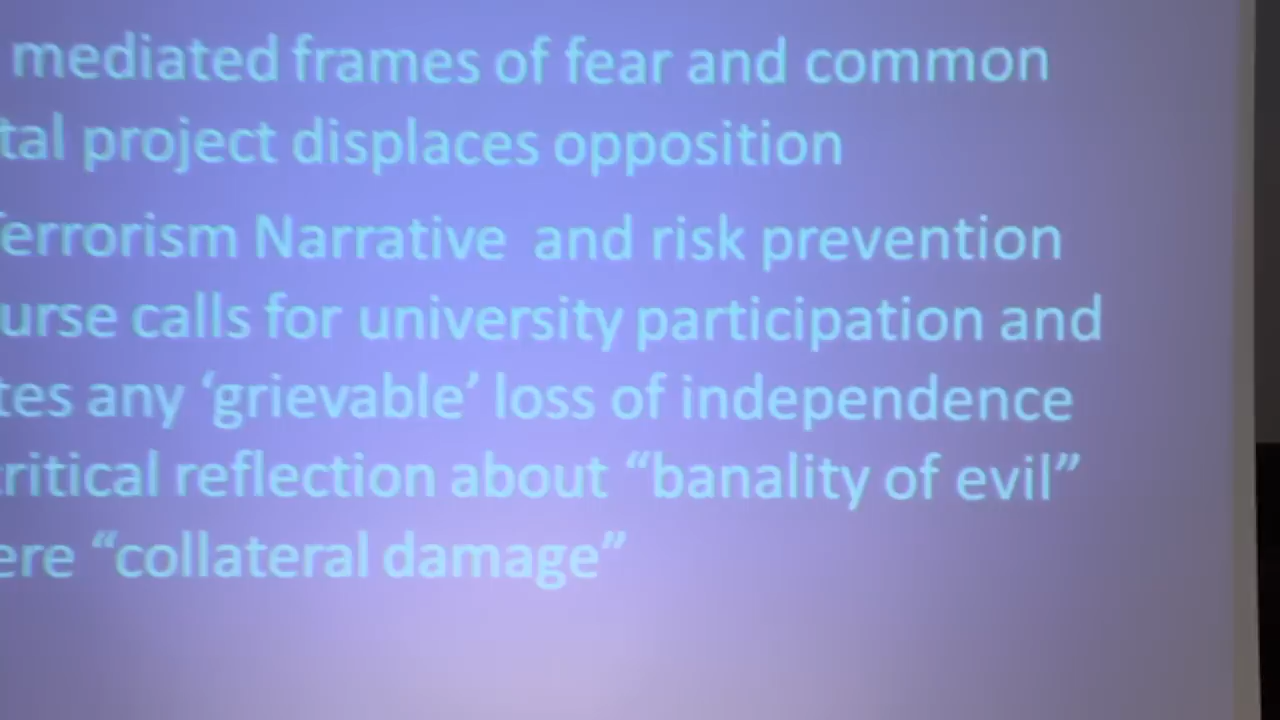 mediated frames of fear and common
tal project displaces opposition
errorism Narrative and risk prevention
urse calls for university participation and
tes any ‘grievable’ loss of independence
critical reflection about “banality of evil”
ere “collateral damage”